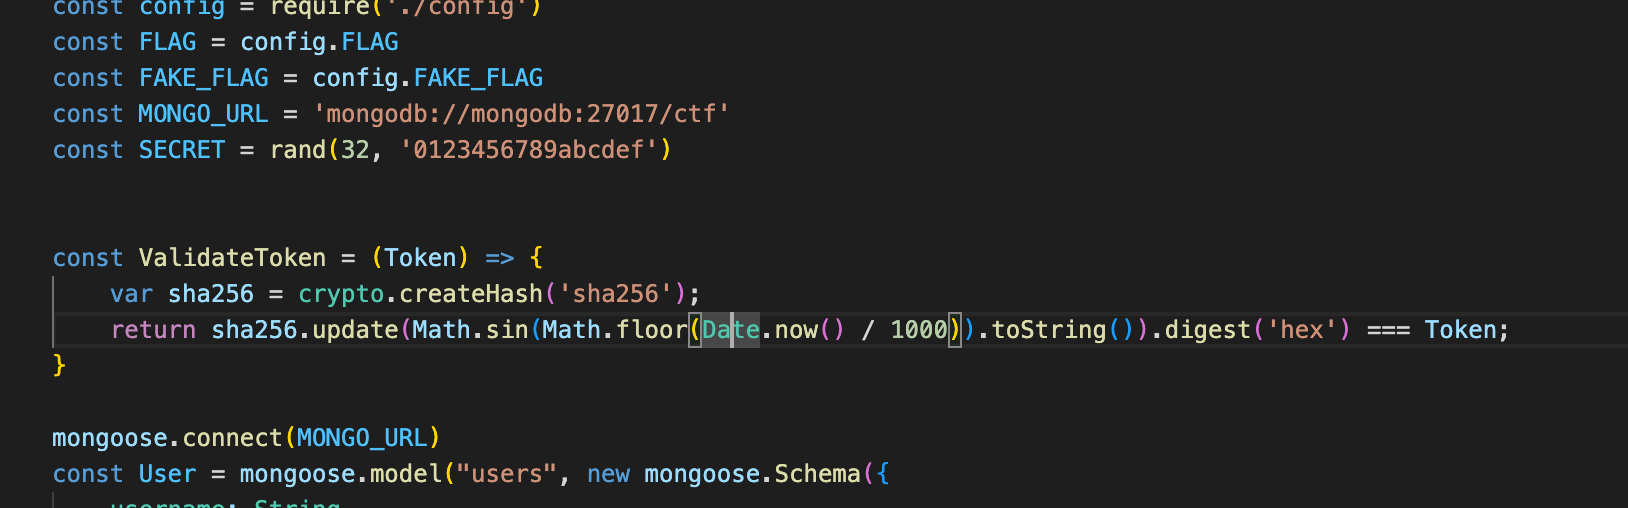 const config = require('./config')
const FLAG = config.FLAG
const FAKE_FLAG = config.FAKE_FLAG
const MONGO_URL = 'mongodb://mongodb:27017/ctf'
const SECRET = rand(32, '0123456789abcdef')
const ValidateToken = (Token) => {
    var sha256 = crypto.createHash('sha256');
    return sha256.update(Math.sin(Math.floor(Date.now() / 1000)).toString()).digest('hex') === Token;
}
mongoose.connect(MONGO_URL)
const User = mongoose.model("users", new mongoose.Schema({
    username: String